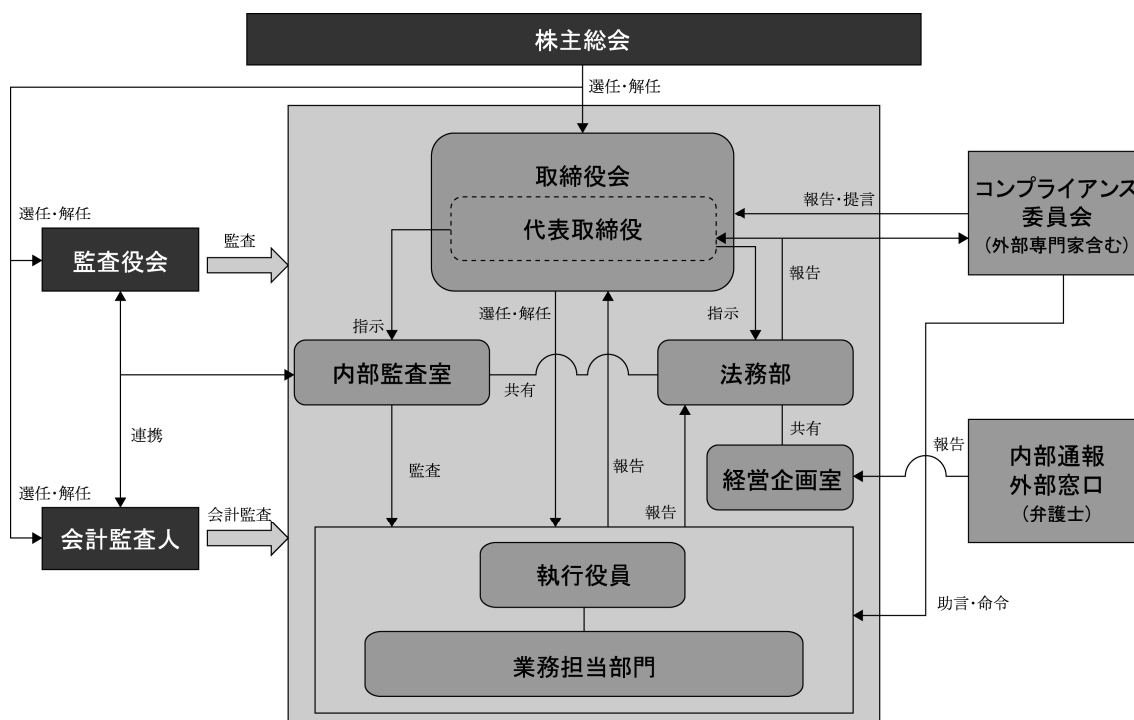 株主総会
選任・解任
取締役会
代表取締役
コンプライアンス
委員会
(外部専門家含む)
報告・提言
選任・解任
監査
監査役会
報告
指示
選任・解任
指示
内部監査室
共有
法務部
連携
監査
報告
共有
経営企画室
報告
内部通報
外部窓口
(弁護士)
選任・解任
会計監査
報告
会計監査人
執行役員
助言・命令
業務担当部門